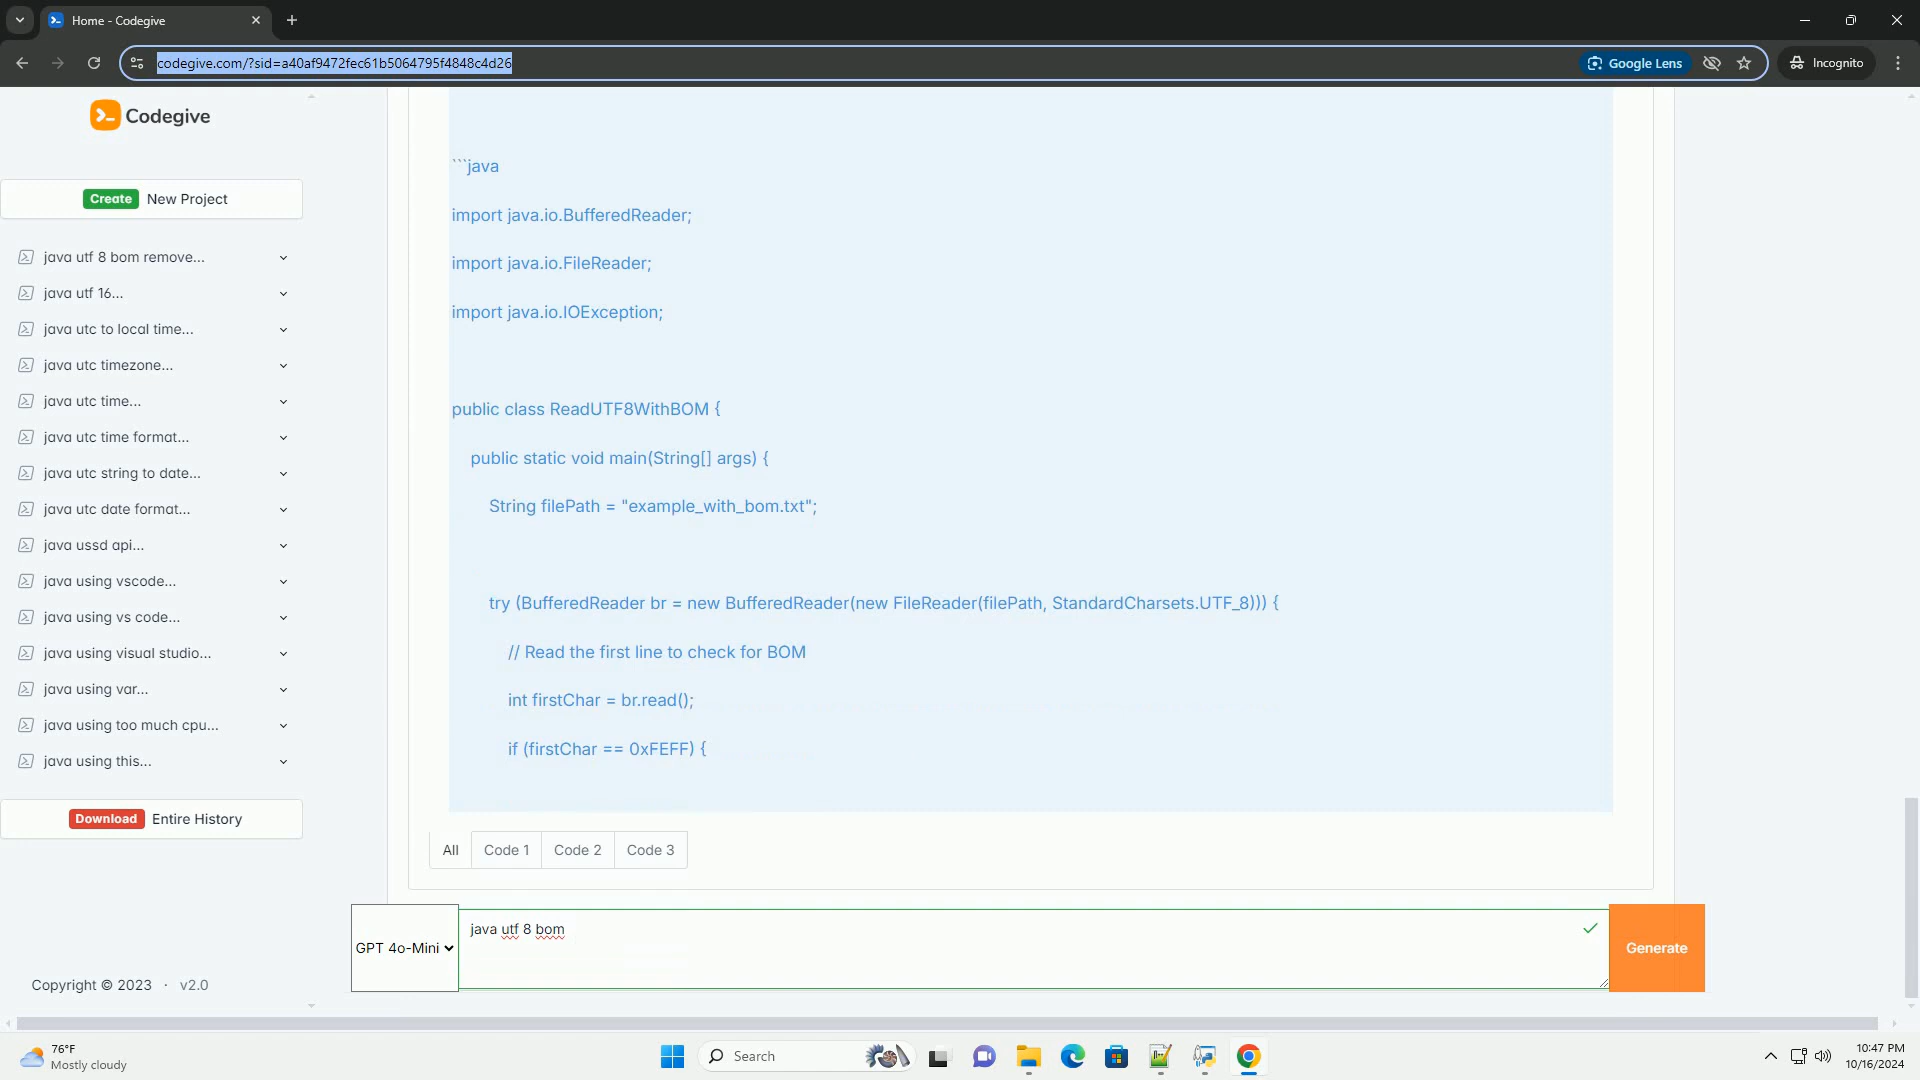 Home - Codegive
codegive.com/?sid=a40af9472fec61b5064795f4848c4d26
Google Lens
Incognito
Codegive
Create New Project
java utf 8 bom remove...
java utf 16...
java utc to local time...
java utc timezone...
java utc time...
java utc time format...
java utc string to date...
java utc date format...
java ussd api...
java using vscode...
java using vs code...
java using visual studio...
java using var...
java using too much cpu...
java using this...
Download Entire History
Copyright © 2023 · v2.0
```java
import java.io.BufferedReader;
import java.io.FileReader;
import java.io.IOException;
public class ReadUTF8WithBOM {
public static void main(String[] args) {
String filePath = "example_with_bom.txt";
try (BufferedReader br = new BufferedReader(new FileReader(filePath, StandardCharsets.UTF_8))) {
// Read the first line to check for BOM
int firstChar = br.read();
if (firstChar == 0xFEFF) {
All Code 1 Code 2 Code 3
GPT 4o-Mini
java utf 8 bom
Generate
76°F
Mostly cloudy
Search
10:47 PM
10/16/2024